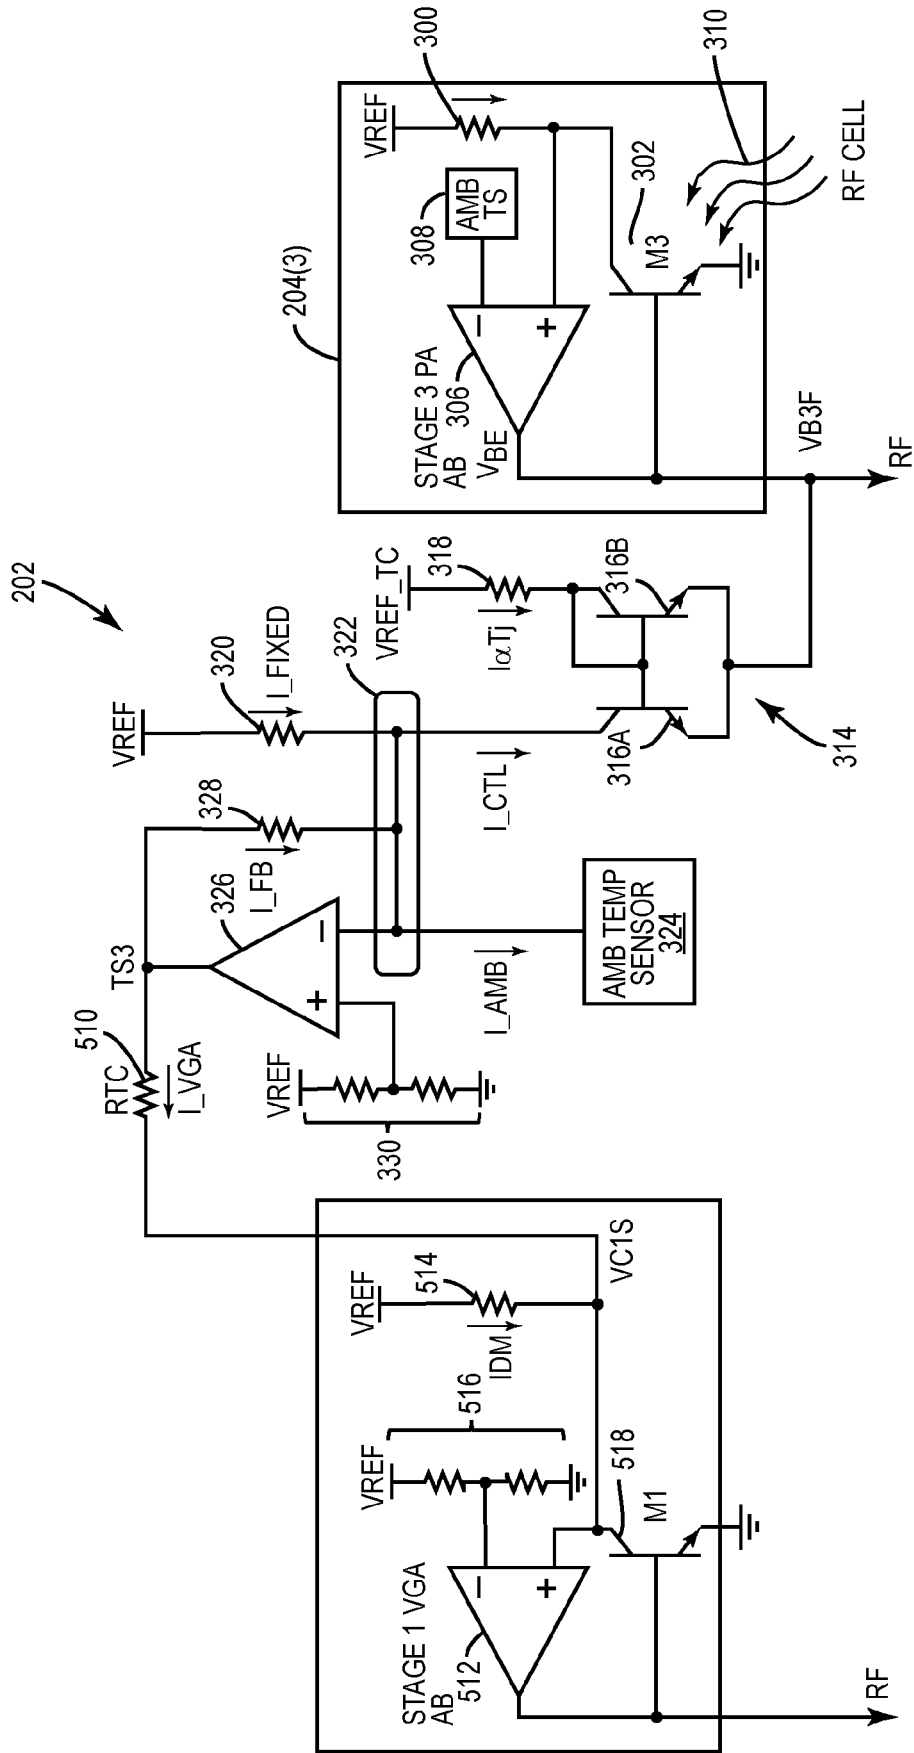 202
STAGE 1 VGA
AB
512
VREF
516
VREF
514
IDM
VC1S
518
M1
RF
510
RTC
I_VGA
TS3
326
VREF
330
328
I_FB
VREF
320
I_FIXED
322
I_AMB
I_CTL
AMB TEMP
SENSOR
324
VREF_TC
318
IαTj
316A
316B
314
204(3)
STAGE 3 PA
AB
306
VBE
308
AMB
TS
VREF
300
302
M3
310
RF CELL
VB3F
RF
−
+
+
−
−
+